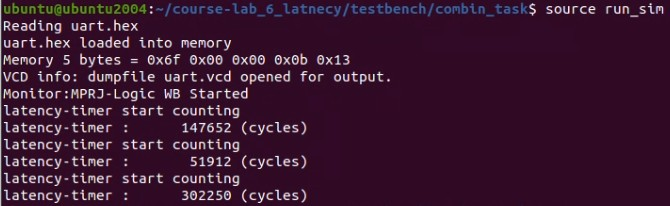 ubuntu@ubuntu2004:~/course-lab_6_latnecy/testbench/combin_task$ source run_sim
Reading uart.hex
uart.hex loaded into memory
Memory 5 bytes = 0x6f 0x00 0x00 0x0b 0x13
VCD info: dumpfile uart.vcd opened for output.
Monitor:MPRJ-Logic WB Started
latency-timer start counting
latency-timer :      147652 (cycles)
latency-timer start counting
latency-timer :       51912 (cycles)
latency-timer start counting
latency-timer :      302250 (cycles)